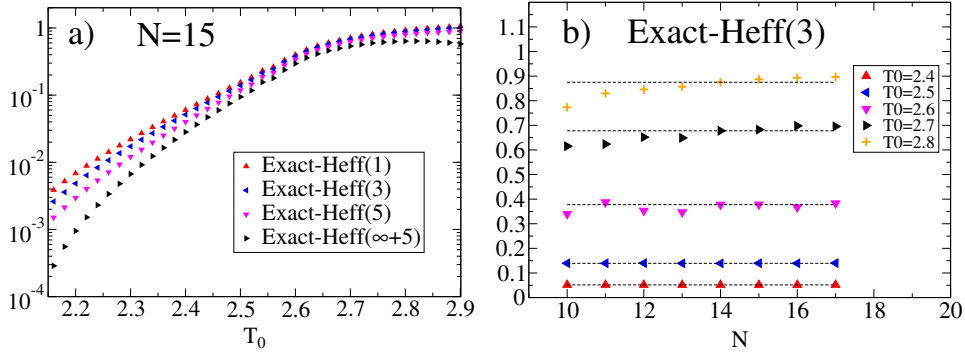 a) N=15
10^0
10^-1
10^-2
10^-3
10^-4
Exact-Heff(1)
Exact-Heff(3)
Exact-Heff(5)
Exact-Heff(∞+5)
2.2 2.3 2.4 2.5 2.6 2.7 2.8 2.9
T_0
b) Exact-Heff(3)
1
0.9
0.8
0.7
0.6
0.5
0.4
0.3
0.2
0.1
0
T0=2.4
T0=2.5
T0=2.6
T0=2.7
T0=2.8
10 12 14 16 18 20
N